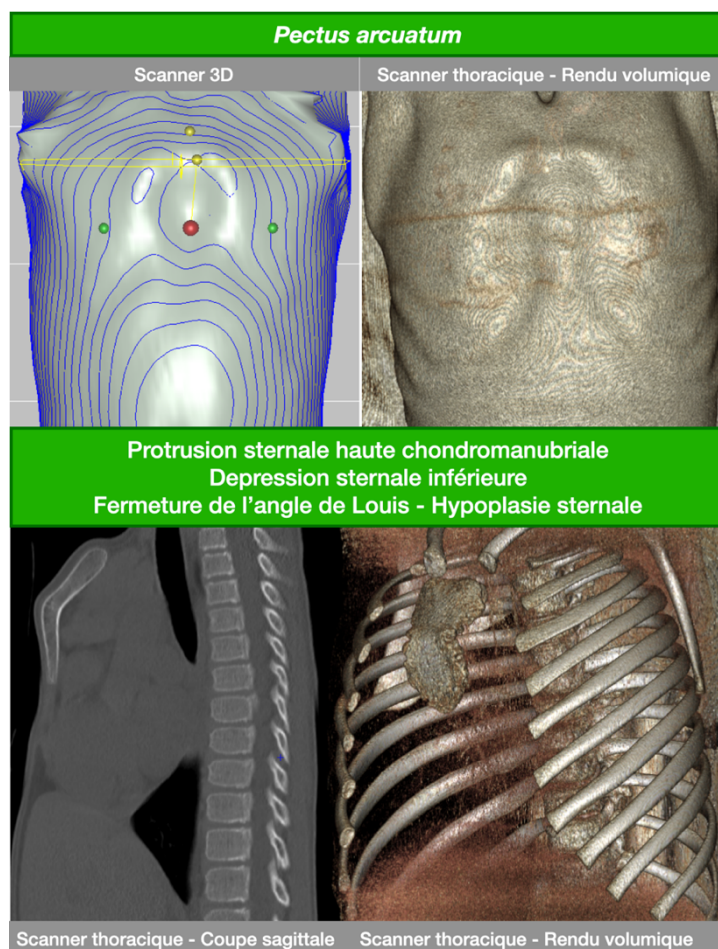 Pectus arcuatum
Scanner 3D
Scanner thoracique - Rendu volumique
Protrusion sternale haute chondromanubriale
Depression sternale inférieure
Fermeture de l’angle de Louis - Hypoplasie sternale
Scanner thoracique - Coupe sagittale
Scanner thoracique - Rendu volumique